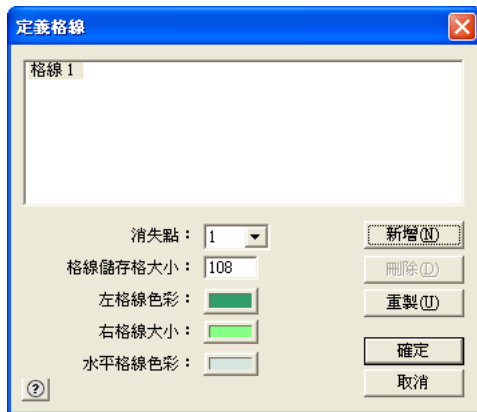 定義格線
格線 1
消失點： 1
新增(N)
格線儲存格大小： 108
刪除(D)
左格線色彩：
重製(U)
右格線大小：
水平格線色彩：
確定
取消
?